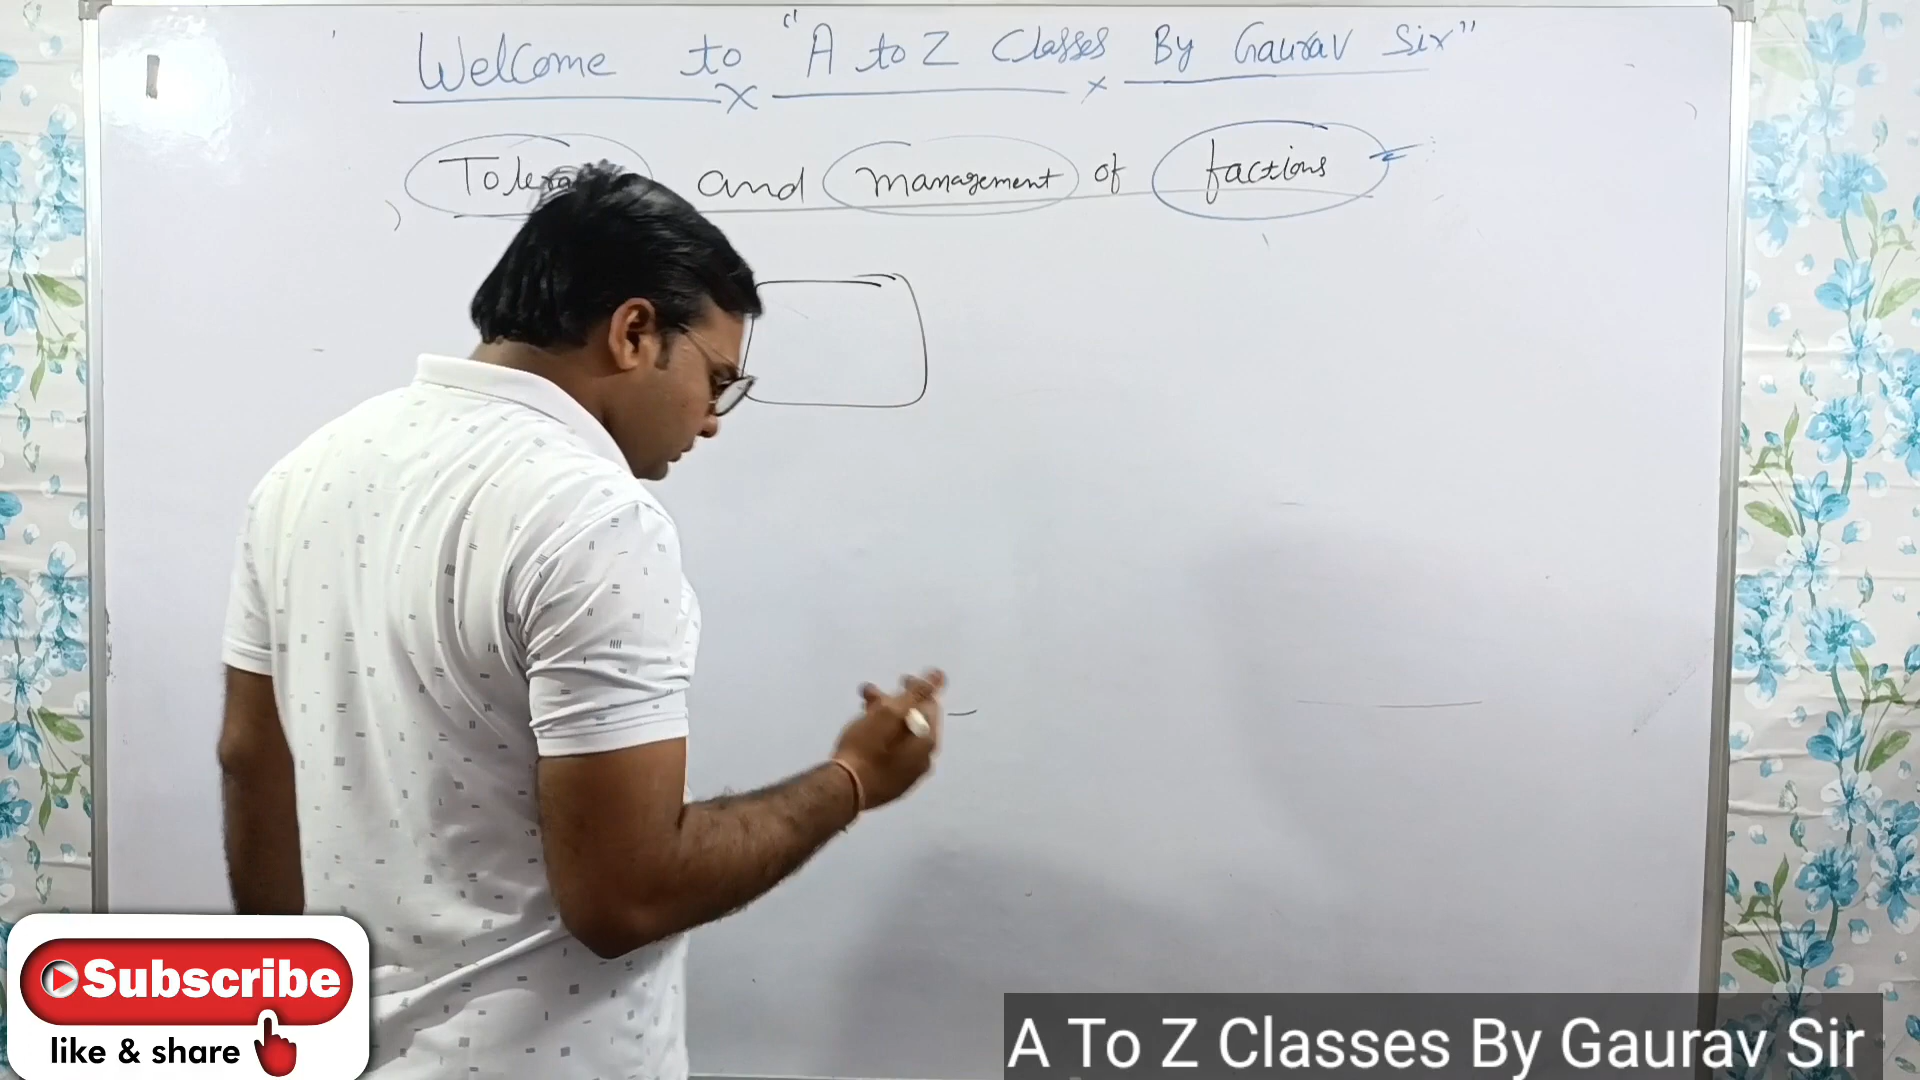 Welcome to "A to Z Classes By Gaurav Sir"
and management of factions
Subscribe
like & share
A To Z Classes By Gaurav Sir